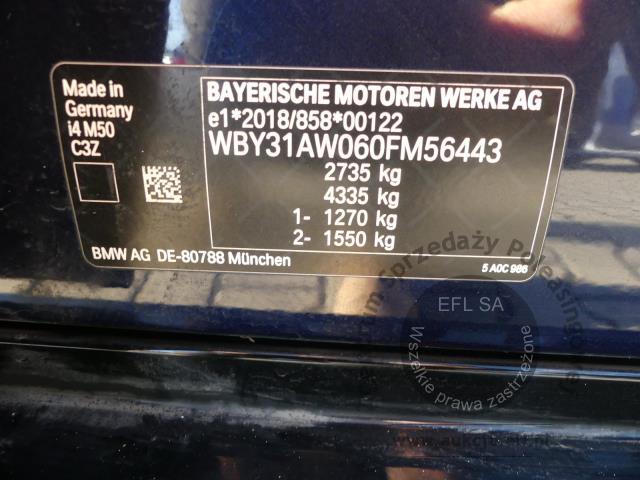 Made in
Germany
i4 M50
C3Z
BAYERISCHE MOTOREN WERKE AG
e1*2018/858*00122
WBY31AW060FM56443
2735 kg
4335 kg
1- 1270 kg
2- 1550 kg
BMW AG DE-80788 München
5 A0C 986
Sprzedaży Poleasingowej
EFL SA
Wszelkie prawa zastrzeżone